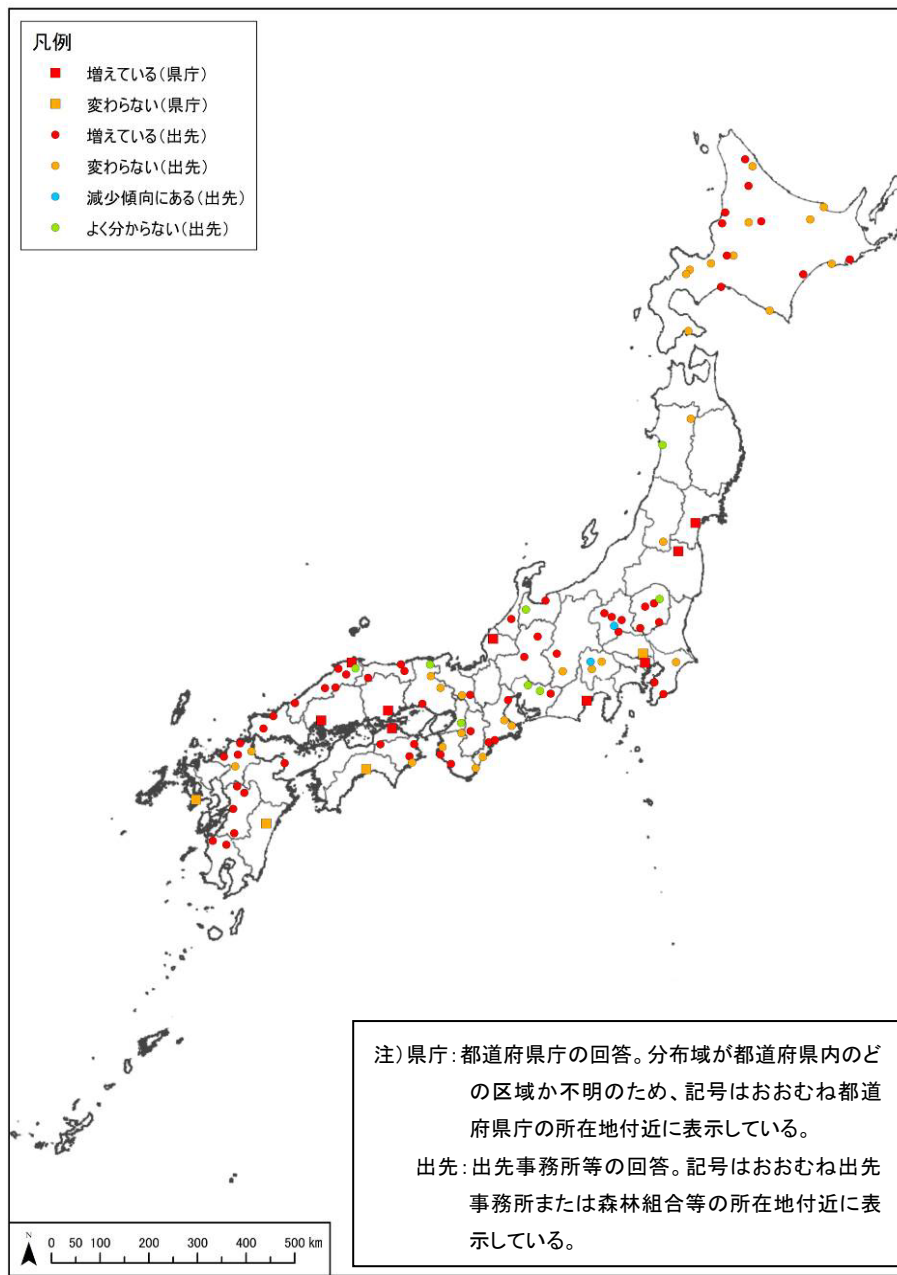 凡例
増えている(県庁)
変わらない(県庁)
増えている(出先)
変わらない(出先)
減少傾向にある(出先)
よく分からない(出先)
注)県庁:都道府県庁の回答。分布域が都道府県内のど
の区域か不明のため、記号はおおむね都道
府県庁の所在地付近に表示している。
出先:出先事務所等の回答。記号はおおむね出先
事務所または森林組合等の所在地付近に表
示している。
N
0 50 100 200 300 400 500 km